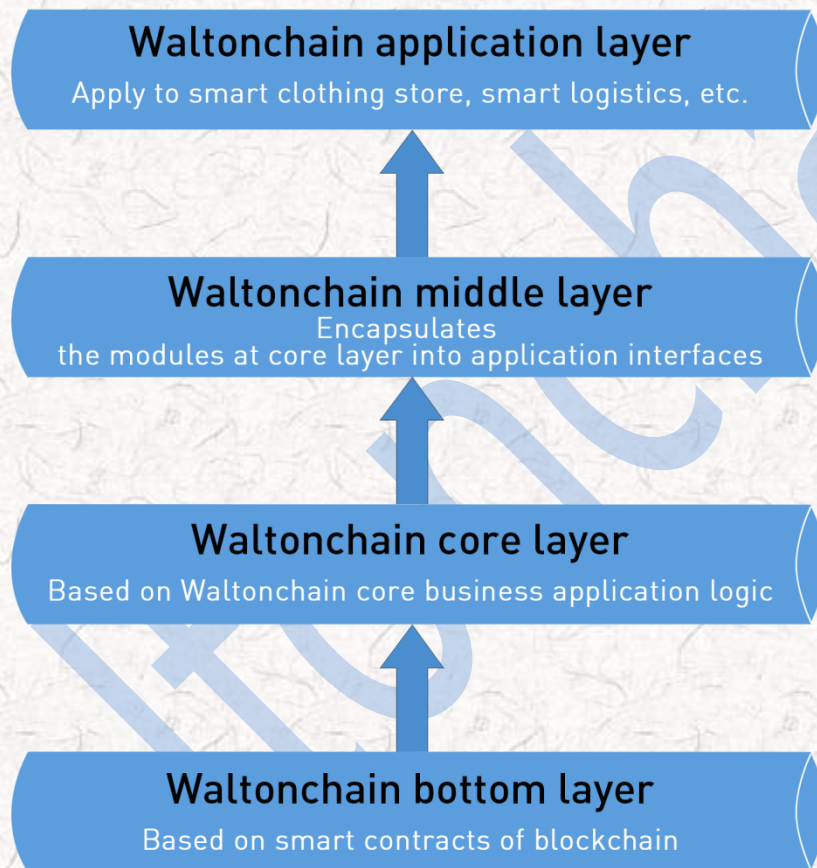 Waltonchain application layer
Apply to smart clothing store, smart logistics, etc.
Waltonchain middle layer
Encapsulates
the modules at core layer into application interfaces
Waltonchain core layer
Based on Waltonchain core business application logic
Waltonchain bottom layer
Based on smart contracts of blockchain